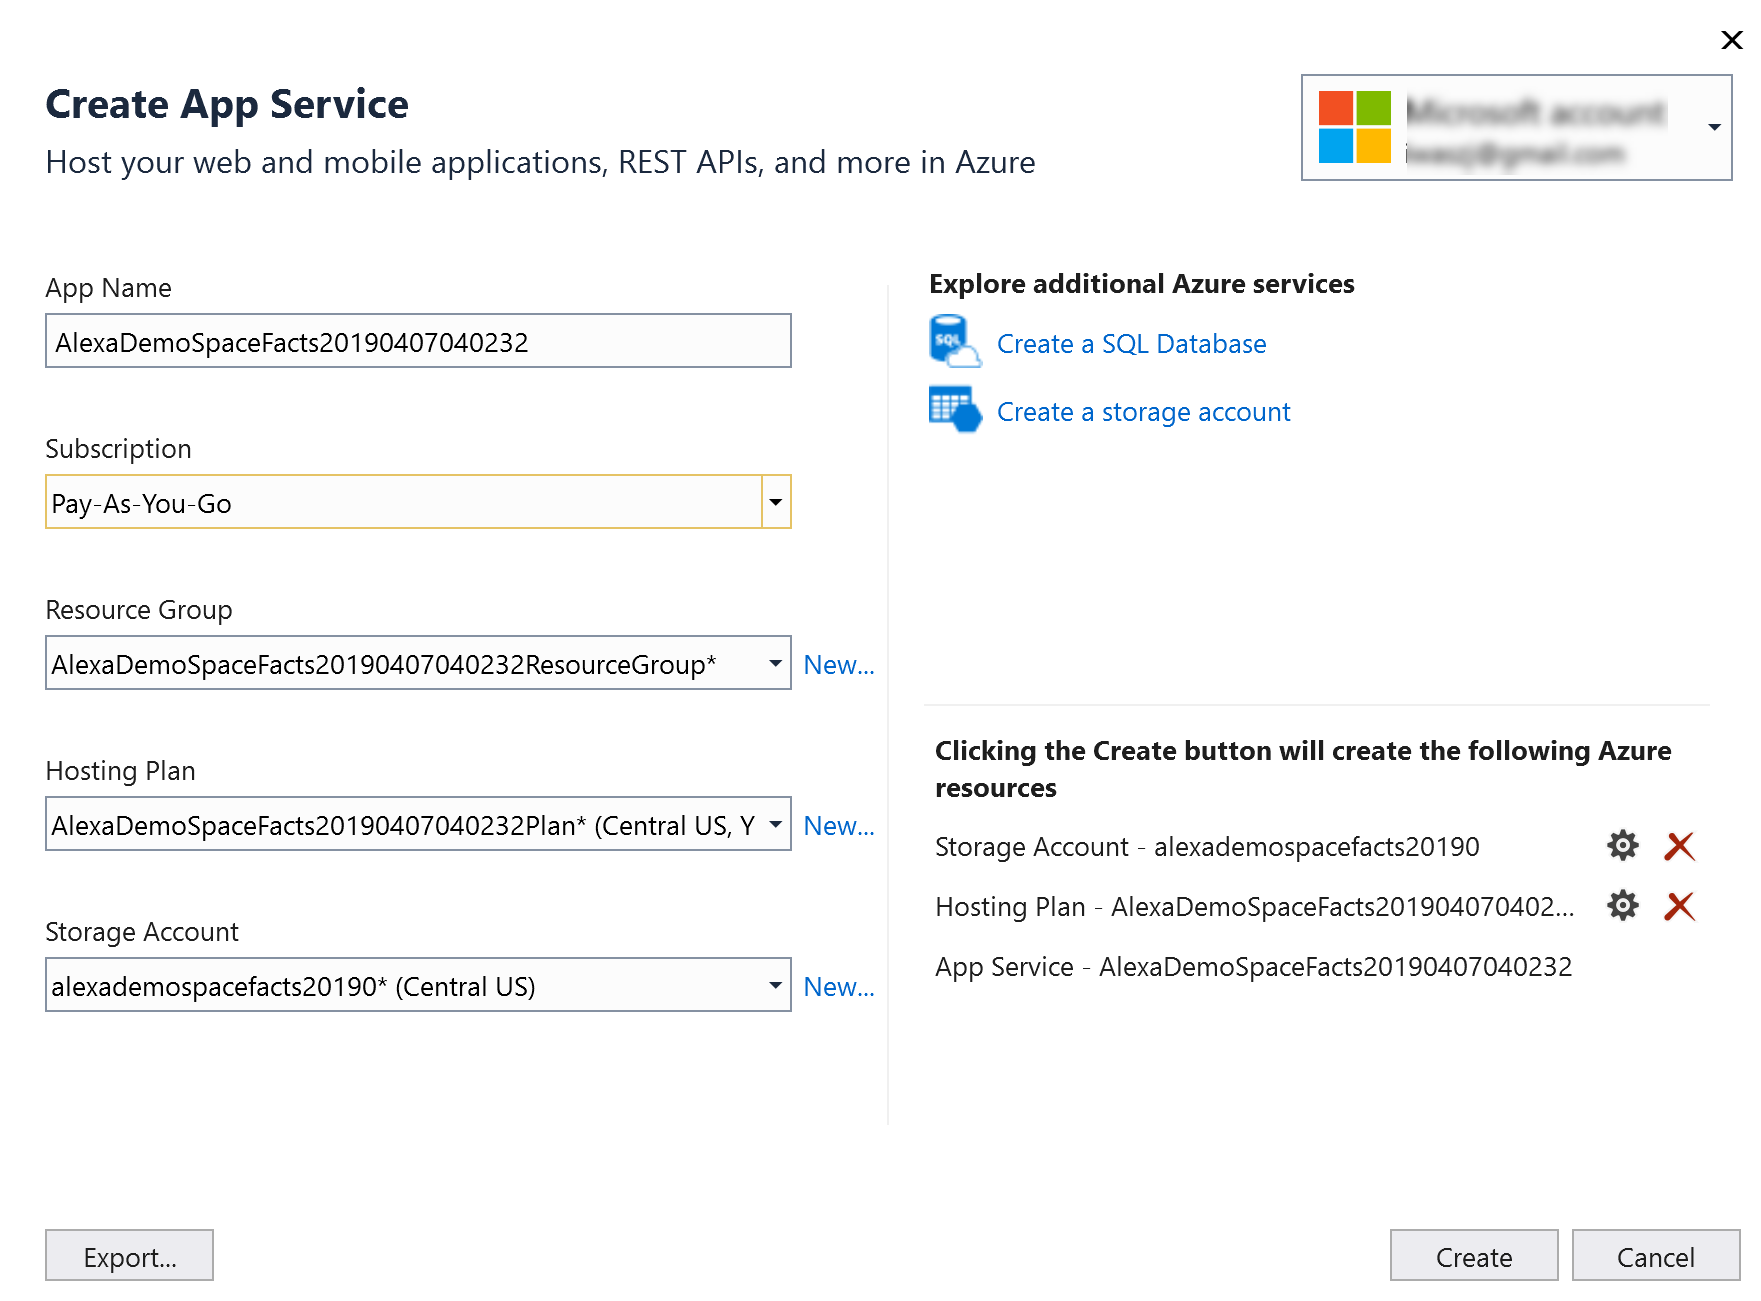 Create App Service
Host your web and mobile applications, REST APIs, and more in Azure
App Name
AlexaDemoSpaceFacts20190407040232
Subscription
Pay-As-You-Go
Resource Group
AlexaDemoSpaceFacts20190407040232ResourceGroup*
New...
Hosting Plan
AlexaDemoSpaceFacts20190407040232Plan* (Central US, Y
New...
Storage Account
alexademospacefacts20190* (Central US)
New...
Explore additional Azure services
SQL
Create a SQL Database
Create a storage account
Clicking the Create button will create the following Azure
resources
Storage Account - alexademospacefacts20190
Hosting Plan - AlexaDemoSpaceFacts201904070402...
App Service - AlexaDemoSpaceFacts20190407040232
Export...
Create
Cancel